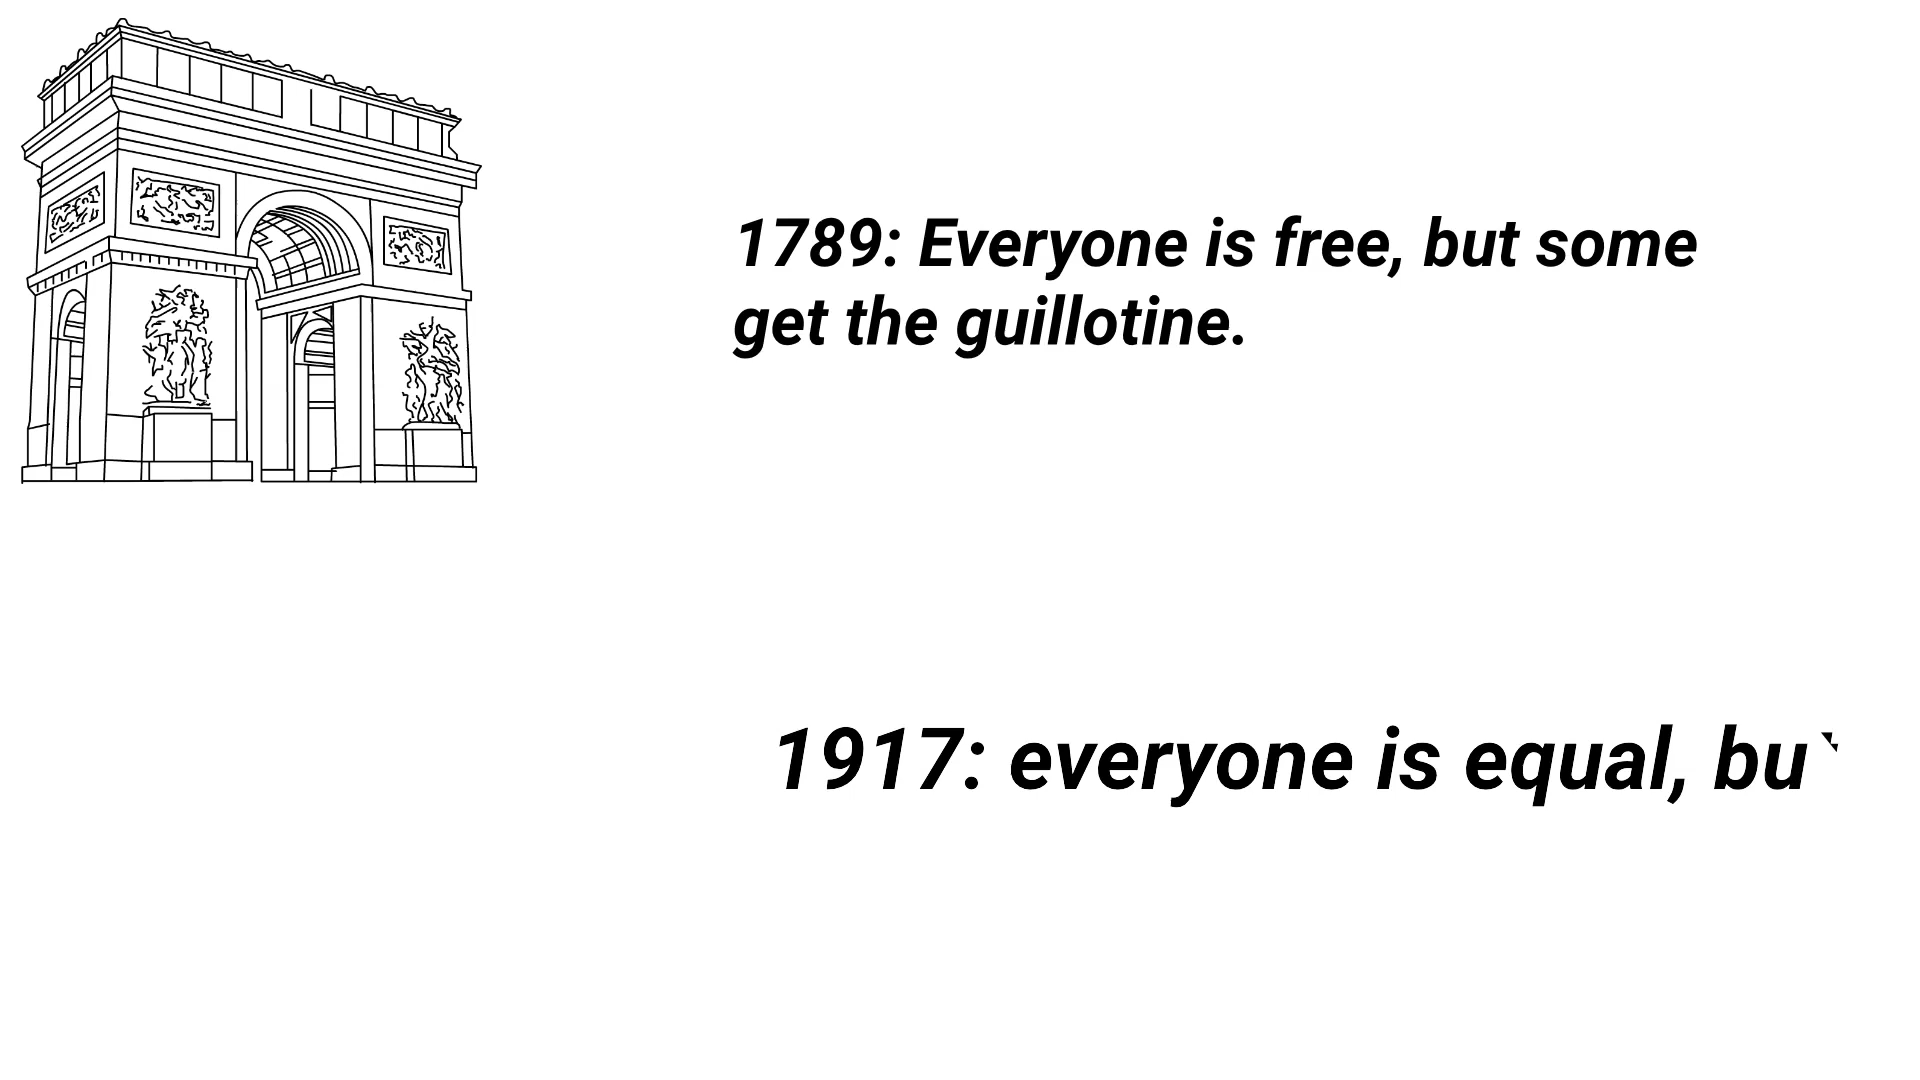 1789: Everyone is free, but some
get the guillotine.
1917: everyone is equal,